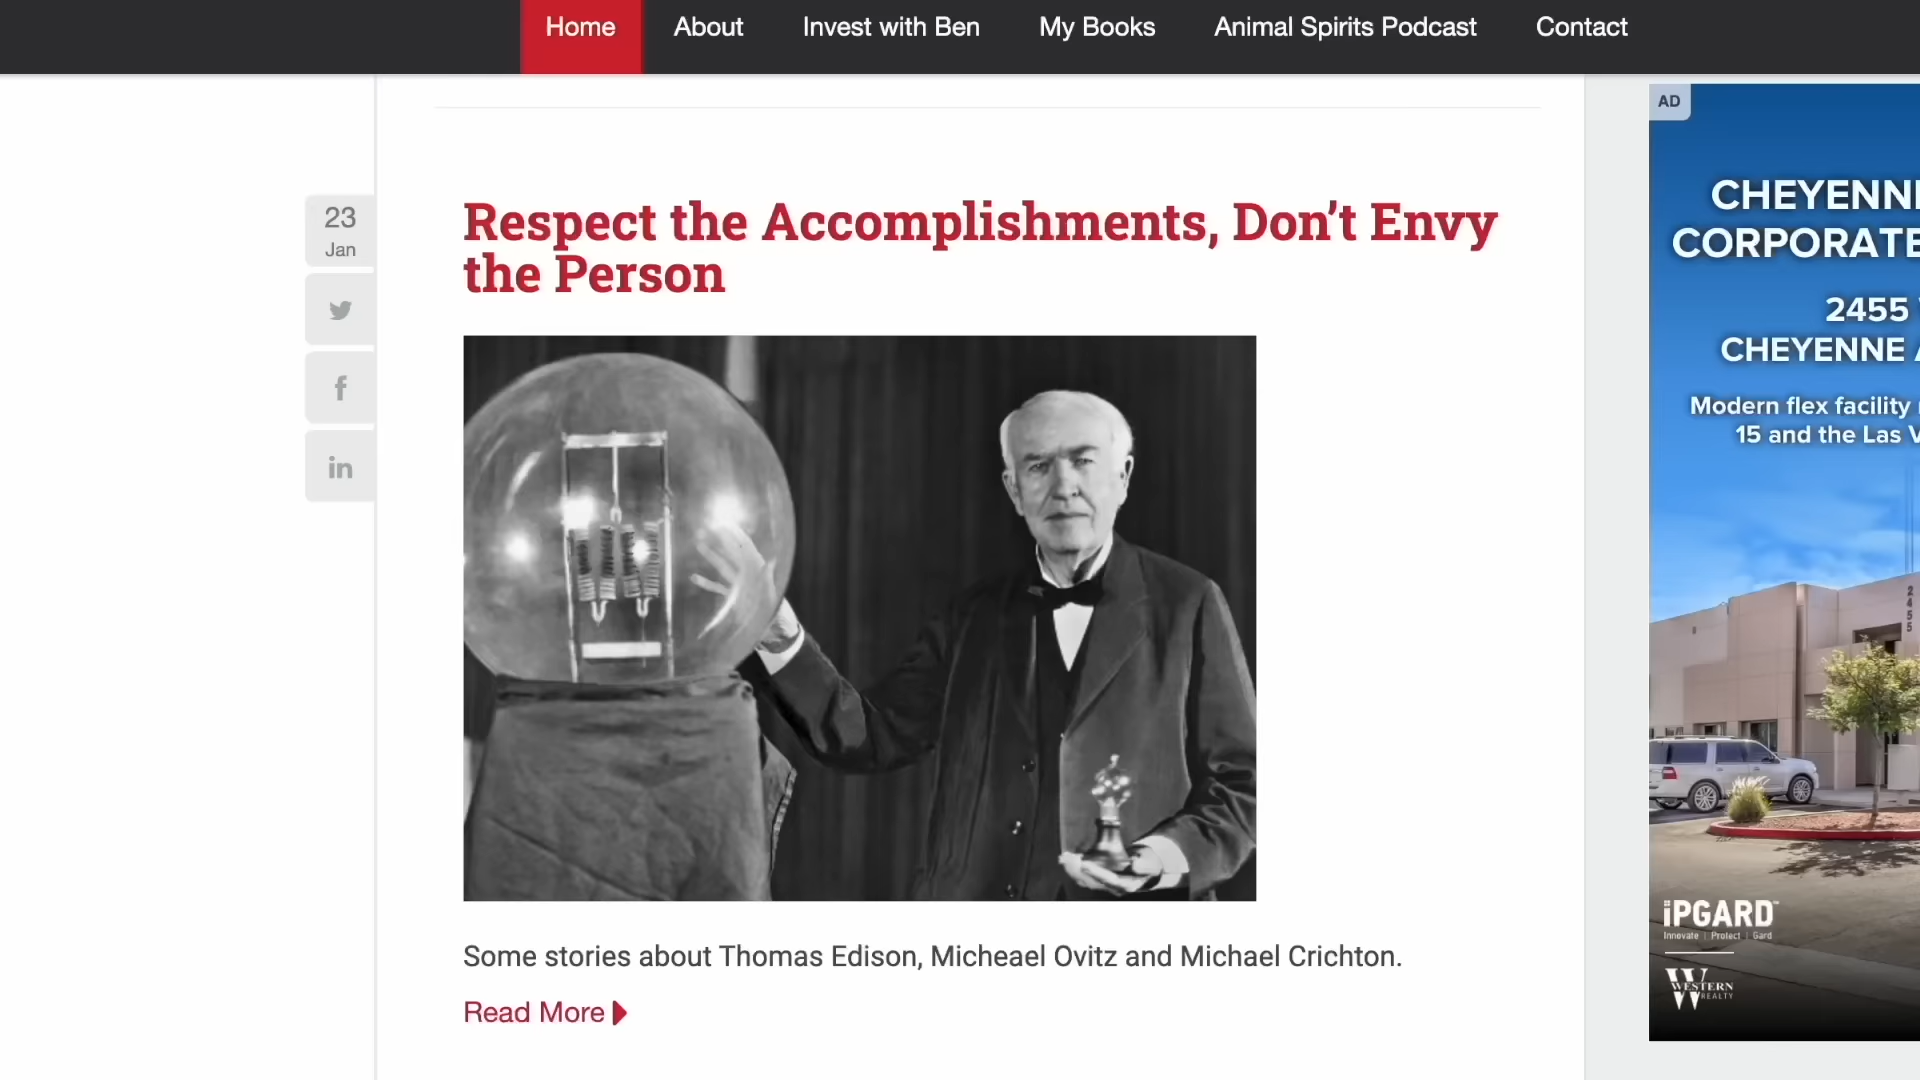 Home About Invest with Ben My Books Animal Spirits Podcast Contact
23
Jan
Respect the Accomplishments, Don’t Envy
the Person
Some stories about Thomas Edison, Micheael Ovitz and Michael Crichton.
Read More
AD
CHEYENN
CORPORATE
2455
CHEYENNE
Modern flex facility
15 and the Las V
2455
iPGARD™
Innovate | Protect | Gard
W
WESTERN
REALTY